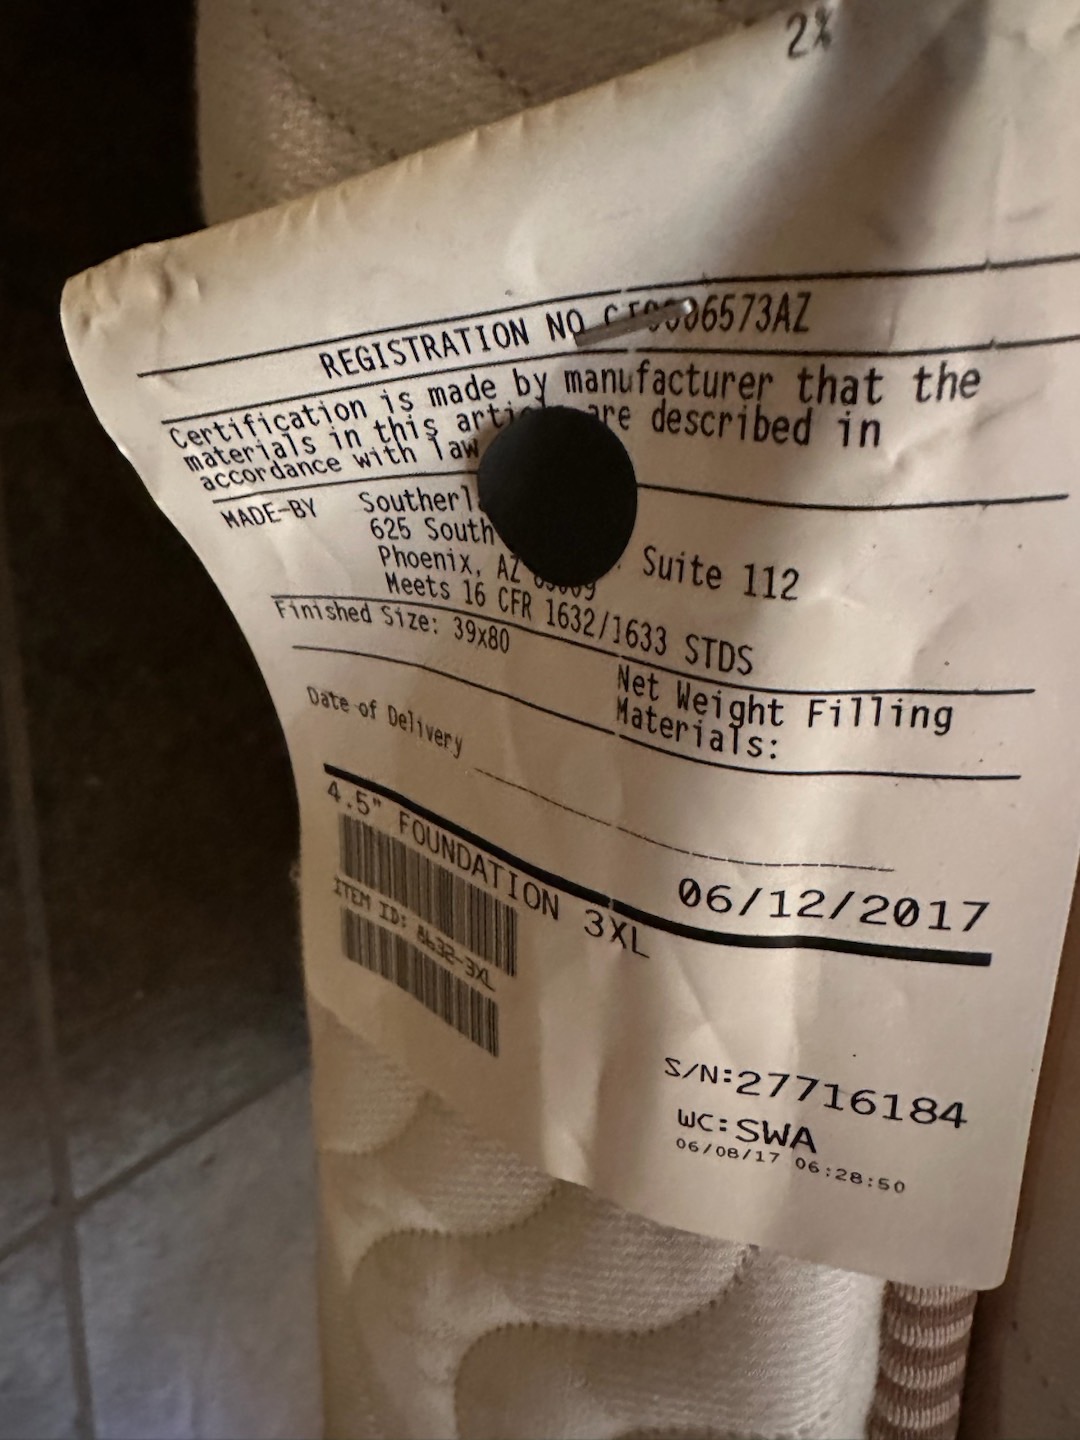 2%
REGISTRATION NO 06573AZ
Certification is made by manufacturer that the
materials in this are described in
accordance with law
MADE-BY
625 South Suite 112
Phoenix, AZ
Meets 16 CFR 1632/1633 STDS
Finished Size: 39x80
Net Weight Filling
Materials:
Date of Delivery
06/12/2017
4.5" FOUNDATION 3XL
ITEM ID: 8632-3XL
S/N:27716184
WC:SWA
06/08/17 06:28:50